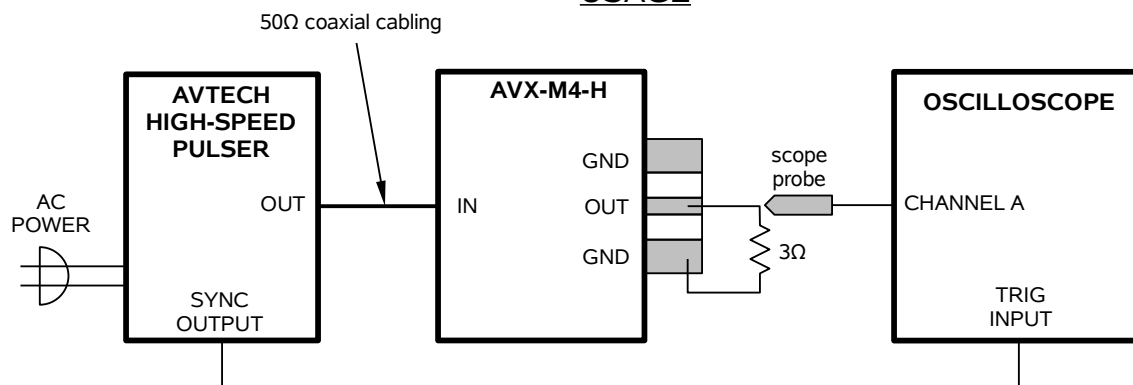 USAGE
50Ω coaxial cabling
AVTECH
HIGH-SPEED
PULSER
AVX-M4-H
OSCILLOSCOPE
GND
scope
probe
AC
POWER
OUT
IN
OUT
CHANNEL A
GND
3Ω
SYNC
OUTPUT
TRIG
INPUT